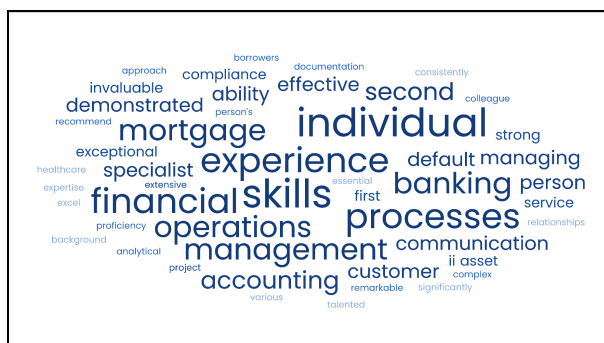 borrowers
approach documentation
compliance consistently
invaluable ability effective second
demonstrated colleague
recommend person's
mortgage individual strong
exceptional experience default managing
healthcare specialist essential banking person
expertise extensive first
excel financial skills processes service
proficiency operations relationships
background management communication
analytical ii asset
project accounting customer complex
remarkable significantly
various talented